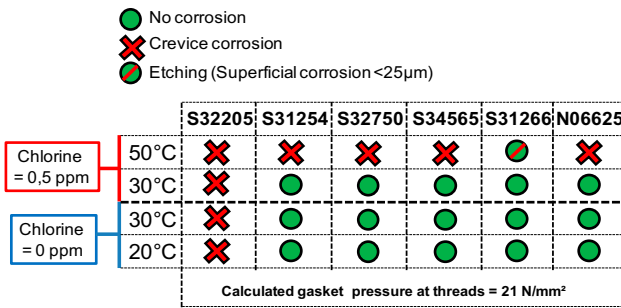 No corrosion
Crevice corrosion
Etching (Superficial corrosion <25µm)
S32205 S31254 S32750 S34565 S31266 N06625
Chlorine
= 0,5 ppm
50°C
30°C
Chlorine
= 0 ppm
30°C
20°C
Calculated gasket pressure at threads = 21 N/mm²